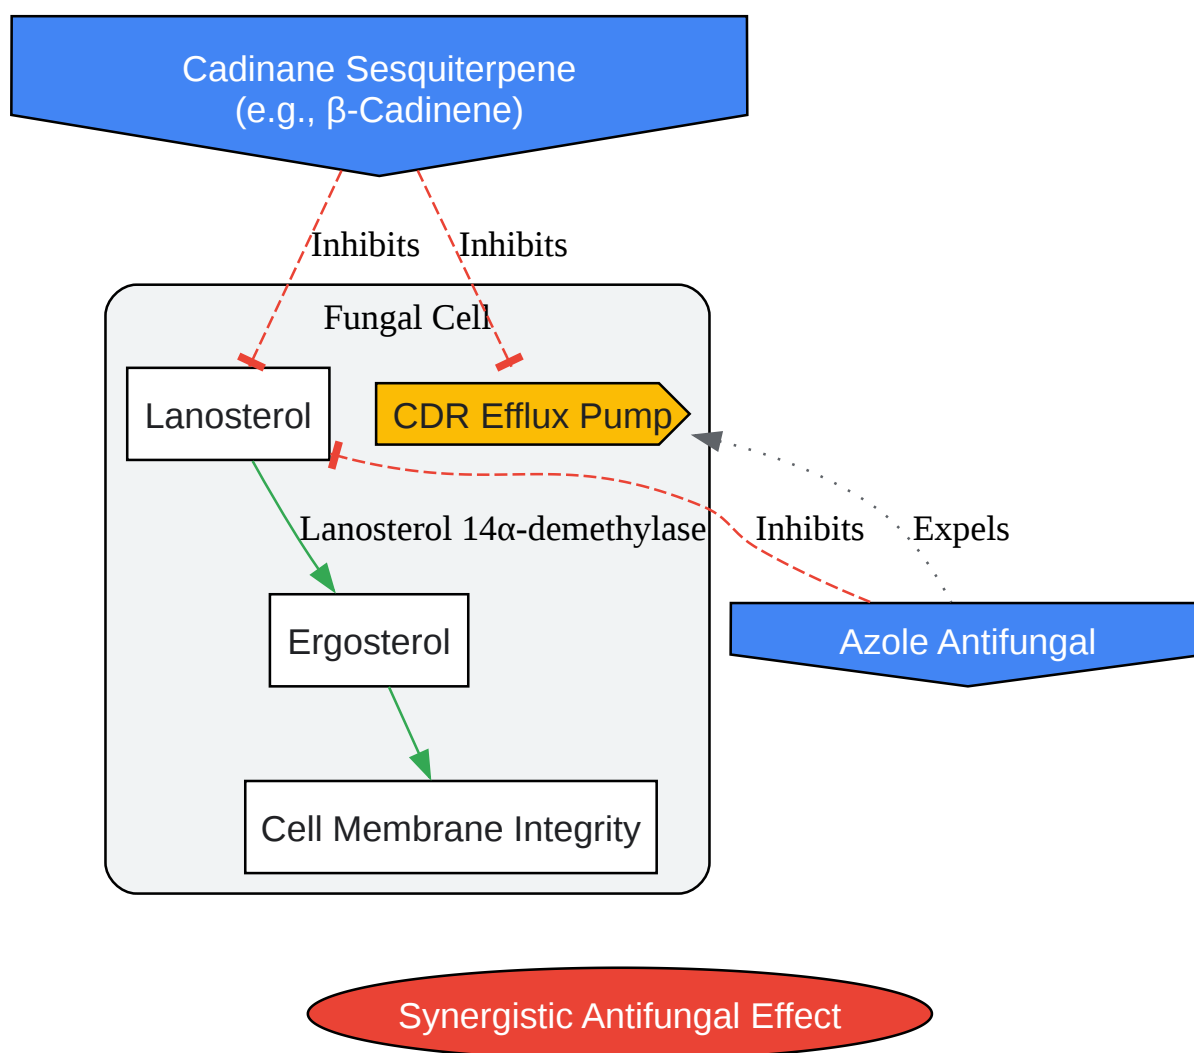 Cadinane Sesquiterpene
(e.g., β-Cadinene)
Inhibits
Inhibits
Fungal Cell
Lanosterol
CDR Efflux Pump
Lanosterol 14α-demethylase
Inhibits
Expels
Ergosterol
Azole Antifungal
Cell Membrane Integrity
Synergistic Antifungal Effect